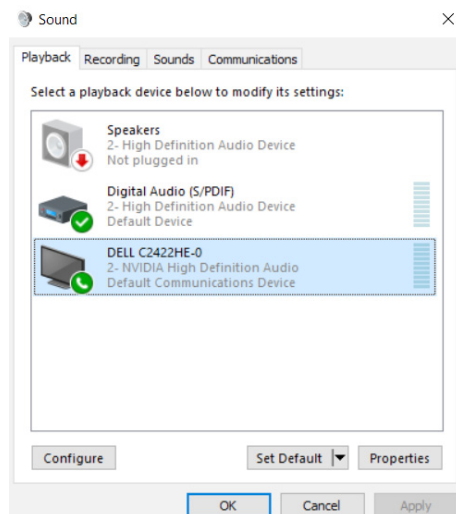 Sound
Playback Recording Sounds Communications
Select a playback device below to modify its settings:
Speakers
2- High Definition Audio Device
Not plugged in
Digital Audio (S/PDIF)
2- High Definition Audio Device
Default Device
DELL C2422HE-0
2- NVIDIA High Definition Audio
Default Communications Device
Configure Set Default Properties
OK Cancel Apply